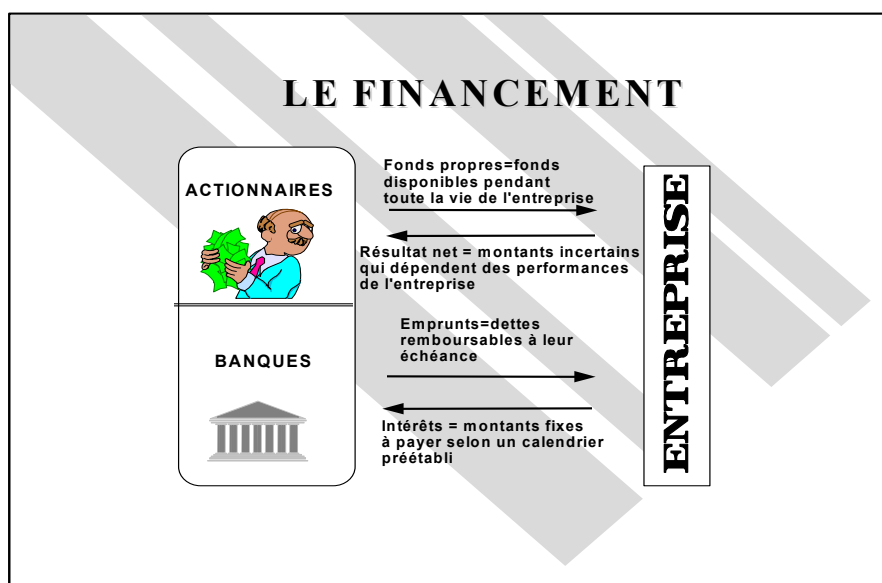 LE FINANCEMENT
ACTIONNAIRES
Fonds propres=fonds
disponibles pendant
toute la vie de l'entreprise
Résultat net = montants incertains
qui dépendent des performances
de l'entreprise
BANQUES
Emprunts=dettes
remboursables à leur
échéance
Intérêts = montants fixes
à payer selon un calendrier
préétabli
ENTREPRISE